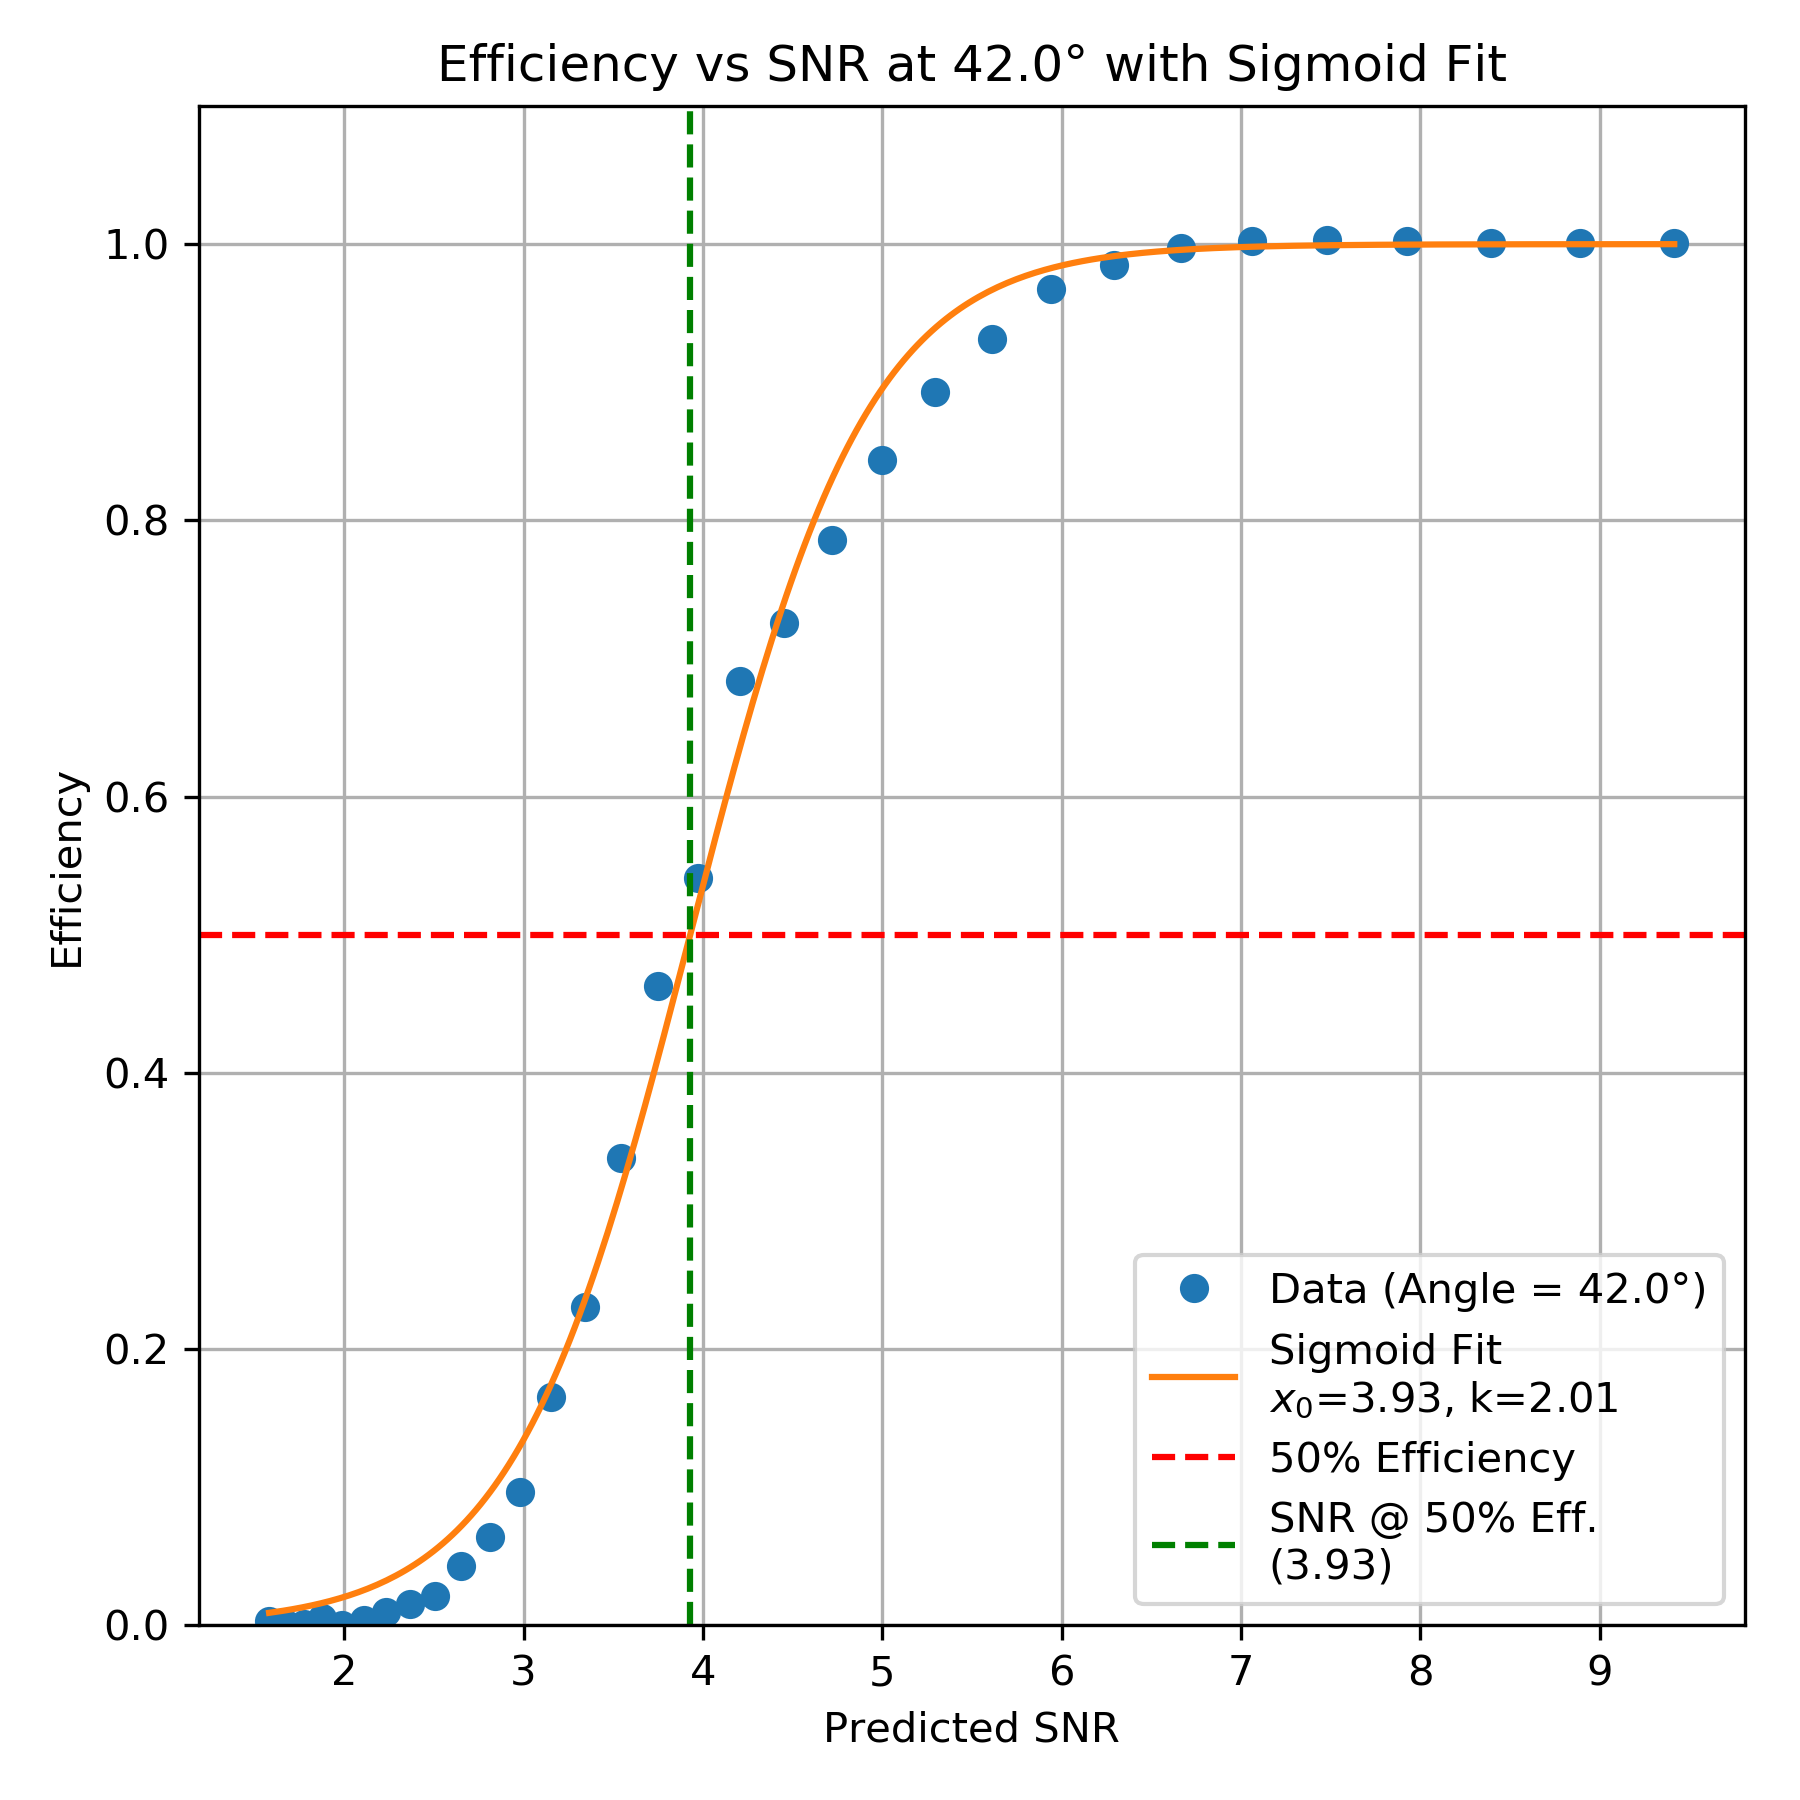 Efficiency vs SNR at 42.0° with Sigmoid Fit
1.0
0.8
0.6
0.4
0.2
0.0
Efficiency
2 3 4 5 6 7 8 9
Predicted SNR
Data (Angle = 42.0°)
Sigmoid Fit
x₀=3.93, k=2.01
50% Efficiency
SNR @ 50% Eff.
(3.93)